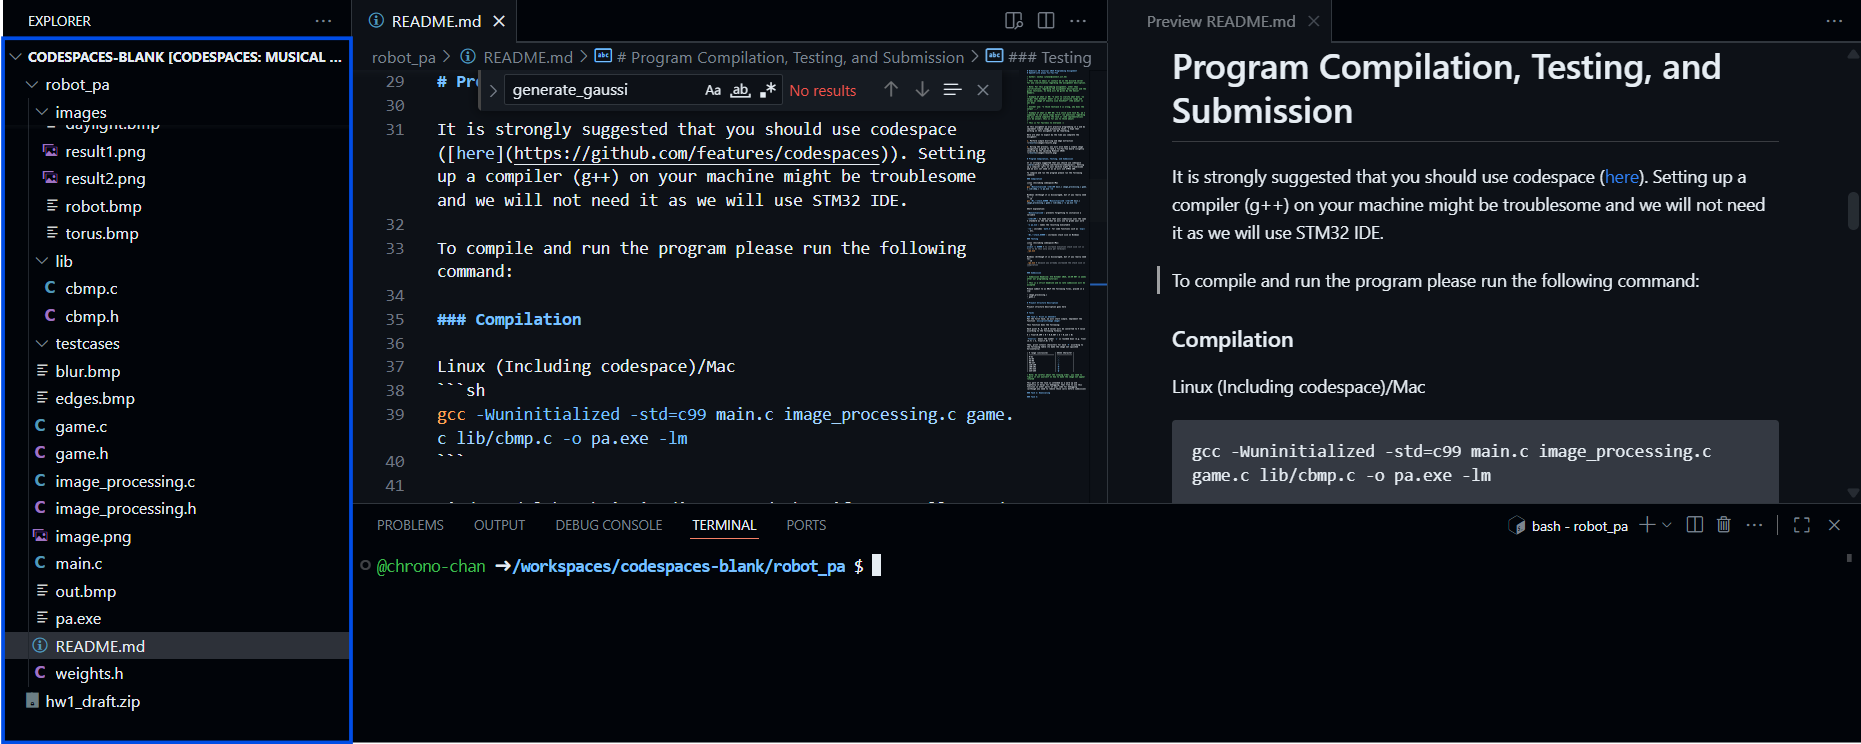 EXPLORER
CODESPACES-BLANK [CODESPACES: MUSICAL ...
robot_pa
images
daylight.bmp
result1.png
result2.png
robot.bmp
torus.bmp
lib
cbmp.c
cbmp.h
testcases
blur.bmp
edges.bmp
game.c
game.h
image_processing.c
image_processing.h
image.png
main.c
out.bmp
pa.exe
README.md
weights.h
hw1_draft.zip
README.md
robot_pa > README.md > # Program Compilation, Testing, and Submission > ### Testing
generate_gaussi
Aa ab
No results
29 # Pr
30
31 It is strongly suggested that you should use codespace
([here](https://github.com/features/codespaces)). Setting
up a compiler (g++) on your machine might be troublesome
and we will not need it as we will use STM32 IDE.
32
33 To compile and run the program please run the following
command:
34
35 ### Compilation
36
37 Linux (Including codespace)/Mac
38 ```sh
39 gcc -Wuninitialized -std=c99 main.c image_processing.c game.
c lib/cbmp.c -o pa.exe -lm
40 ```
41
Preview README.md
Program Compilation, Testing, and
Submission
It is strongly suggested that you should use codespace (here). Setting up a
compiler (g++) on your machine might be troublesome and we will not need
it as we will use STM32 IDE.
To compile and run the program please run the following command:
Compilation
Linux (Including codespace)/Mac
gcc -Wuninitialized -std=c99 main.c image_processing.c
game.c lib/cbmp.c -o pa.exe -lm
PROBLEMS OUTPUT DEBUG CONSOLE TERMINAL PORTS
bash - robot_pa
@chrono-chan ➜/workspaces/codespaces-blank/robot_pa $